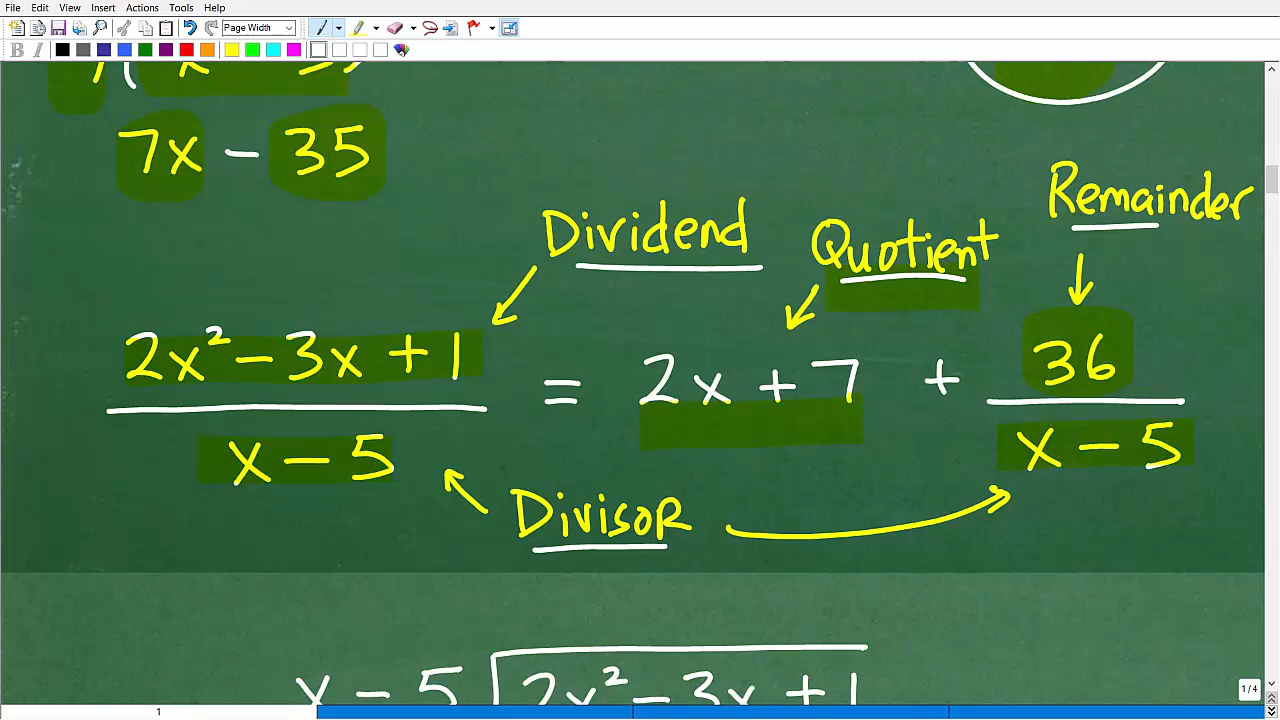 File Edit View Insert Actions Tools Help
Page Width
B I
7x - 35
Remainder
Dividend
Quotient
2x² - 3x + 1 = 2x + 7 + 36
x - 5 x - 5
Divisor
x - 5 2x² - 3x + 1
1/4
1